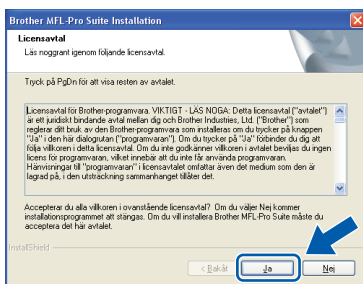 Brother MFL-Pro Suite Installation
Licensavtal
Läs noggrant igenom följande licensavtal.
Tryck på PgDn för att visa resten av avtalet.
Licensavtal för Brother-programvara. VIKTIGT - LÄS NOGA: Detta licensavtal ("avtalet")
är ett juridiskt bindande avtal mellan dig och Brother Industries, Ltd. ("Brother") som
reglerar ditt bruk av den Brother-programvara som installeras om du trycker på knappen
"Ja" i den här dialogrutan ("programvaran"). Om du trycker på "Ja" förbinder du dig att
följa villkoren i detta licensavtal. Om du inte godkänner villkoren i avtalet beviljas du ingen
licens för programvaran, vilket innebär att du inte får använda programvaran.
Hänvisningar till "programvaran" i licensavtalet omfattar även det medium som den är
lagrad på, i den utsträckning sammanhanget tillåter det.
Accepterar du alla villkoren i ovanstående licensavtal? Om du väljer Nej kommer
installationsprogrammet att stängas. Om du vill installera Brother MFL-Pro Suite måste du
acceptera det här avtalet.
InstallShield
< Bakåt
Ja
Nej